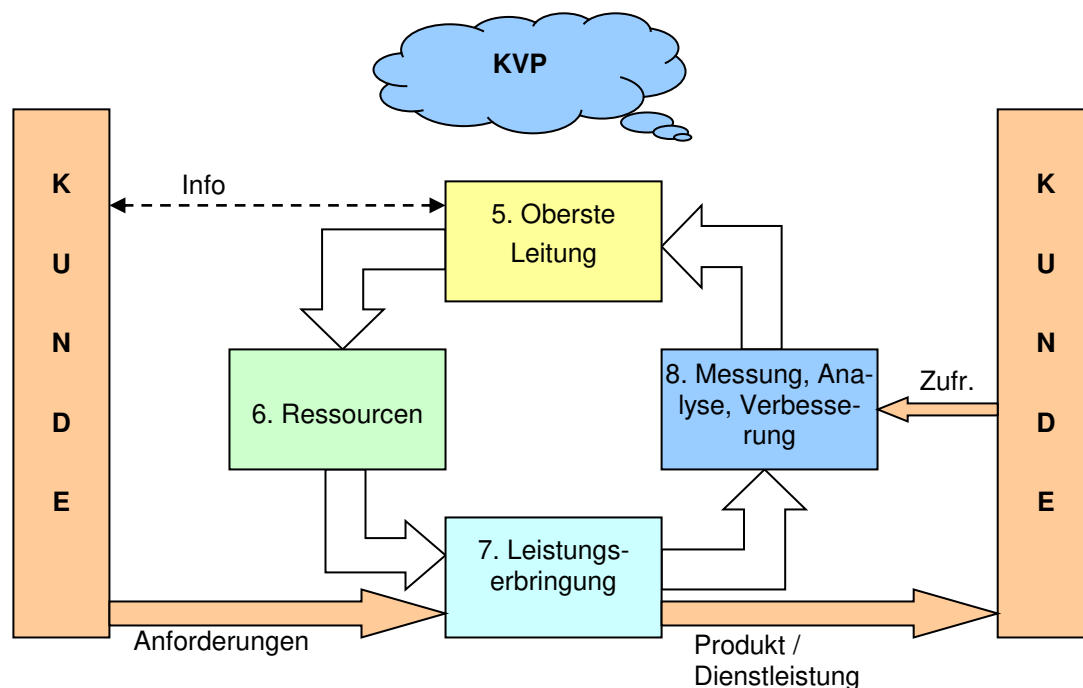 KVP
K
U
N
D
E
Info
5. Oberste
Leitung
6. Ressourcen
8. Messung, Ana-
lyse, Verbesse-
rung
Zufr.
7. Leistungs-
erbringung
Anforderungen
Produkt /
Dienstleistung
K
U
N
D
E